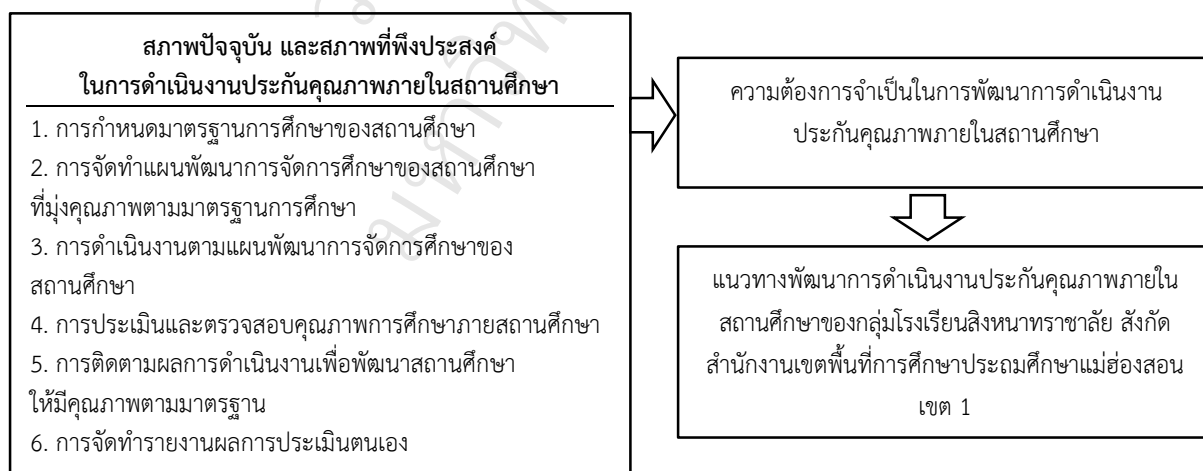 สภาพปัจจุบัน และสภาพที่พึงประสงค์
ในการดำเนินงานประกันคุณภาพภายในสถานศึกษา
1. การกำหนดมาตรฐานการศึกษาของสถานศึกษา
2. การจัดทำแผนพัฒนาการจัดการศึกษาของสถานศึกษา
ที่มุ่งคุณภาพตามมาตรฐานการศึกษา
3. การดำเนินงานตามแผนพัฒนาการจัดการศึกษาของ
สถานศึกษา
4. การประเมินและตรวจสอบคุณภาพการศึกษาภายสถานศึกษา
5. การติดตามผลการดำเนินงานเพื่อพัฒนาสถานศึกษา
ให้มีคุณภาพตามมาตรฐาน
6. การจัดทำรายงานผลการประเมินตนเอง
ความต้องการจำเป็นในการพัฒนาการดำเนินงาน
ประกันคุณภาพภายในสถานศึกษา
แนวทางพัฒนาการดำเนินงานประกันคุณภาพภายใน
สถานศึกษาของกลุ่มโรงเรียนสิงหนาทราชาลัย สังกัด
สำนักงานเขตพื้นที่การศึกษาประถมศึกษาแม่ฮ่องสอน
เขต 1